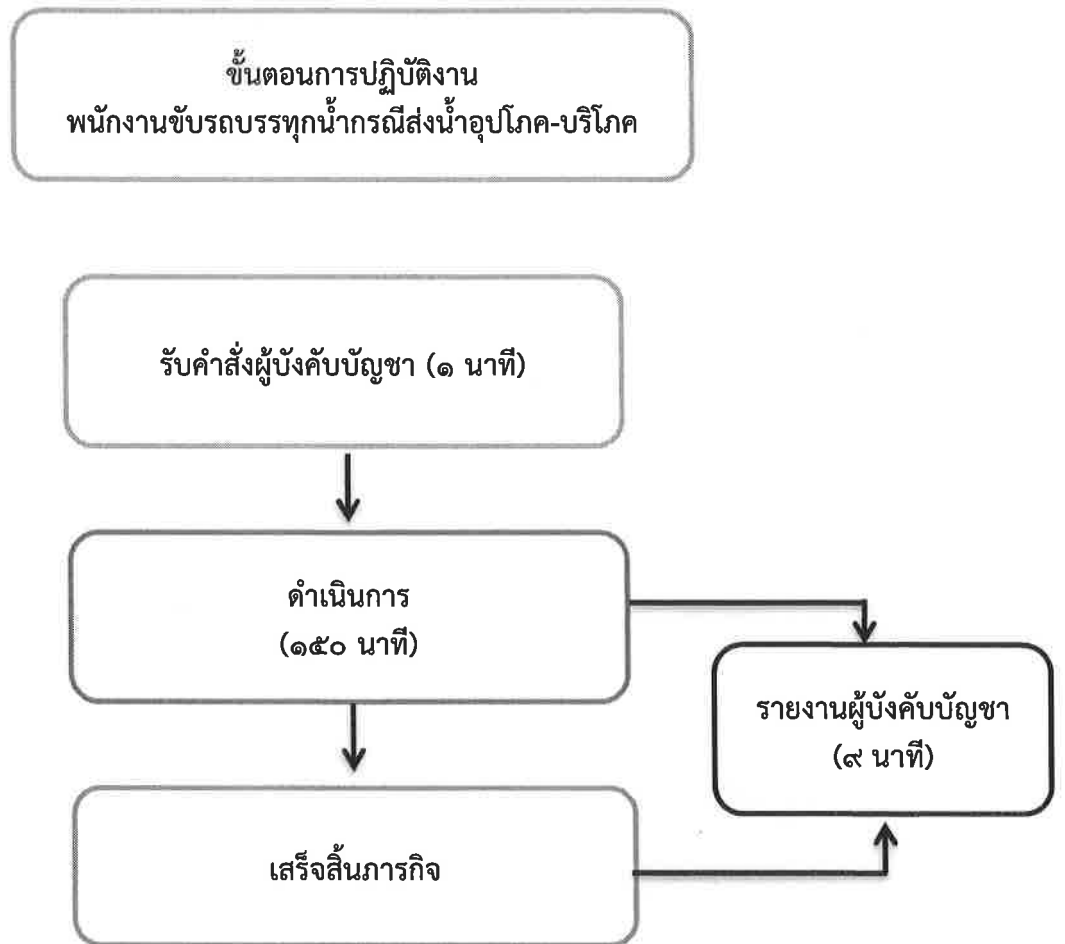 ขั้นตอนการปฏิบัติงาน
พนักงานขับรถบรรทุกน้ำกรณีส่งน้ำอุปโภค-บริโภค
รับคำสั่งผู้บังคับบัญชา (๑ นาที)
ดำเนินการ
(๑๕๐ นาที)
รายงานผู้บังคับบัญชา
(๙ นาที)
เสร็จสิ้นภารกิจ